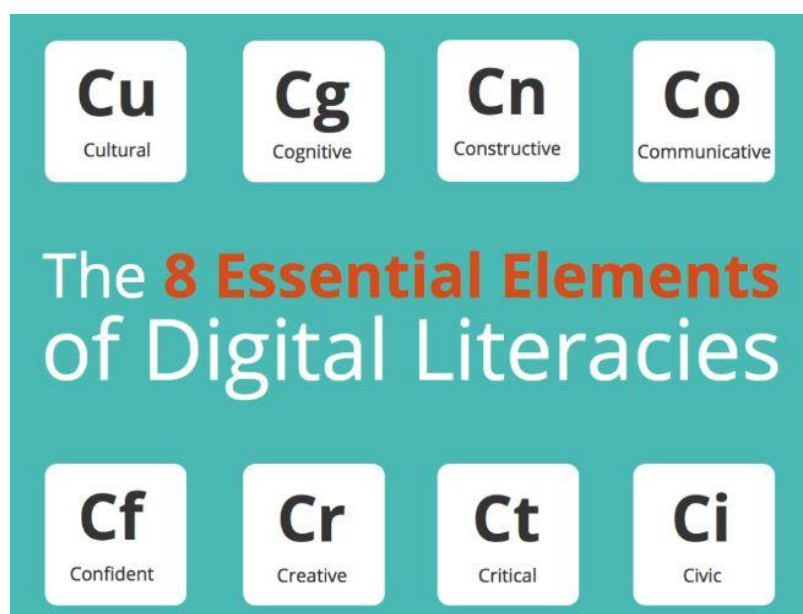 Cu
Cultural
Cg
Cognitive
Cn
Constructive
Co
Communicative
The 8 Essential Elements
of Digital Literacies
Cf
Confident
Cr
Creative
Ct
Critical
Ci
Civic